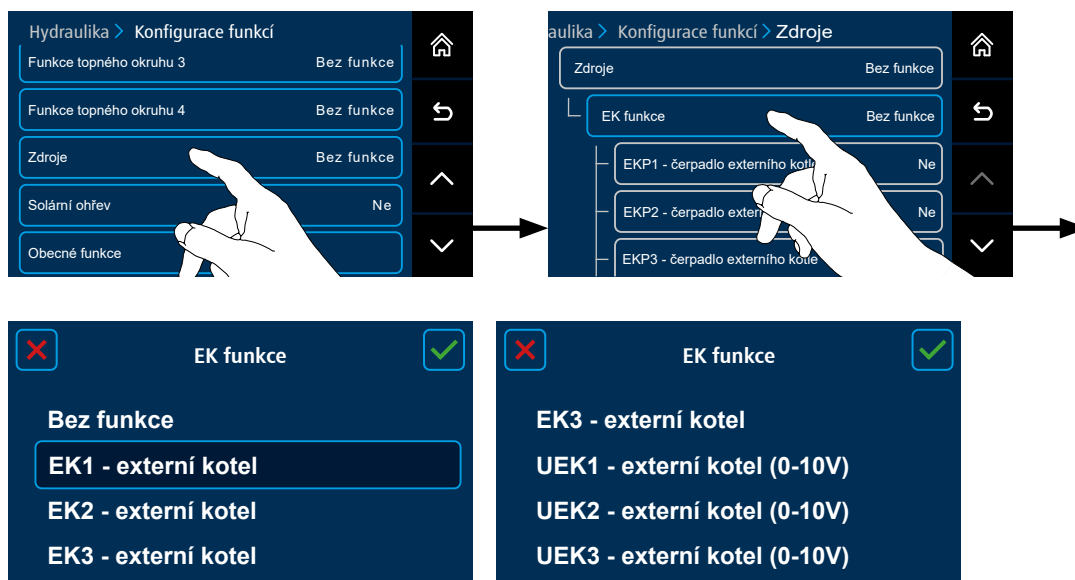 Hydraulika > Konfigurace funkcí
Funkce topného okruhu 3 Bez funkce
Funkce topného okruhu 4 Bez funkce
Zdroje Bez funkce
Solární ohřev Ne
Obecné funkce
aulika > Konfigurace funkcí > Zdroje
Zdroje Bez funkce
EK funkce Bez funkce
EKP1 - čerpadlo externího kotle Ne
EKP2 - čerpadlo extern Ne
EKP3 - čerpadlo externího kotle
EK funkce
Bez funkce
EK1 - externí kotel
EK2 - externí kotel
EK3 - externí kotel
EK funkce
EK3 - externí kotel
UEK1 - externí kotel (0-10V)
UEK2 - externí kotel (0-10V)
UEK3 - externí kotel (0-10V)